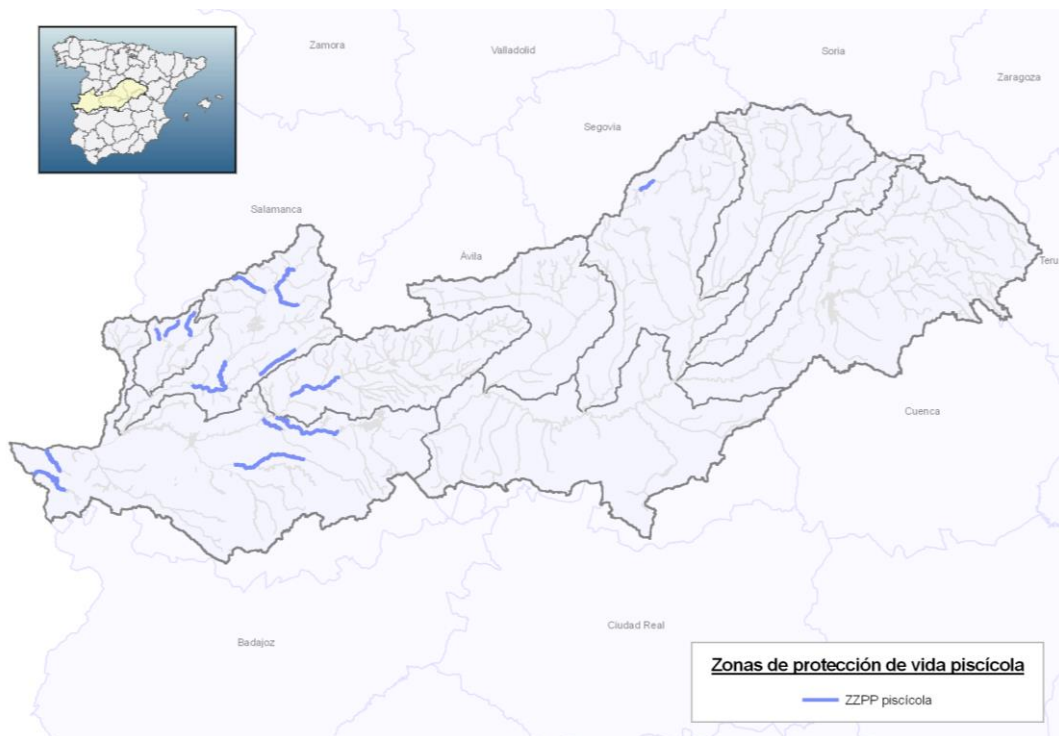 Zamora
Valladolid
Soria
Zaragoza
Segovia
Salamanca
Ávila
Teru
Cuenca
Ciudad Real
Badajoz
Zonas de protección de vida piscícola
ZZPP piscícola